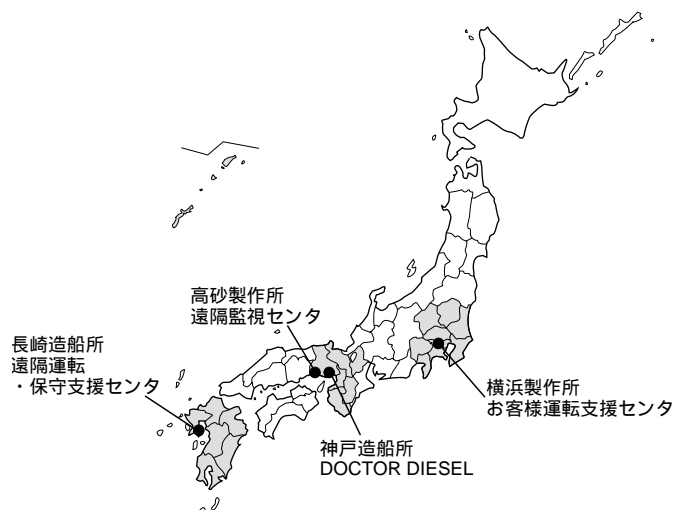 高砂製作所
遠隔監視センタ
長崎造船所
遠隔運転
・保守支援センタ
横浜製作所
お客様運転支援センタ
神戸造船所
DOCTOR DIESEL